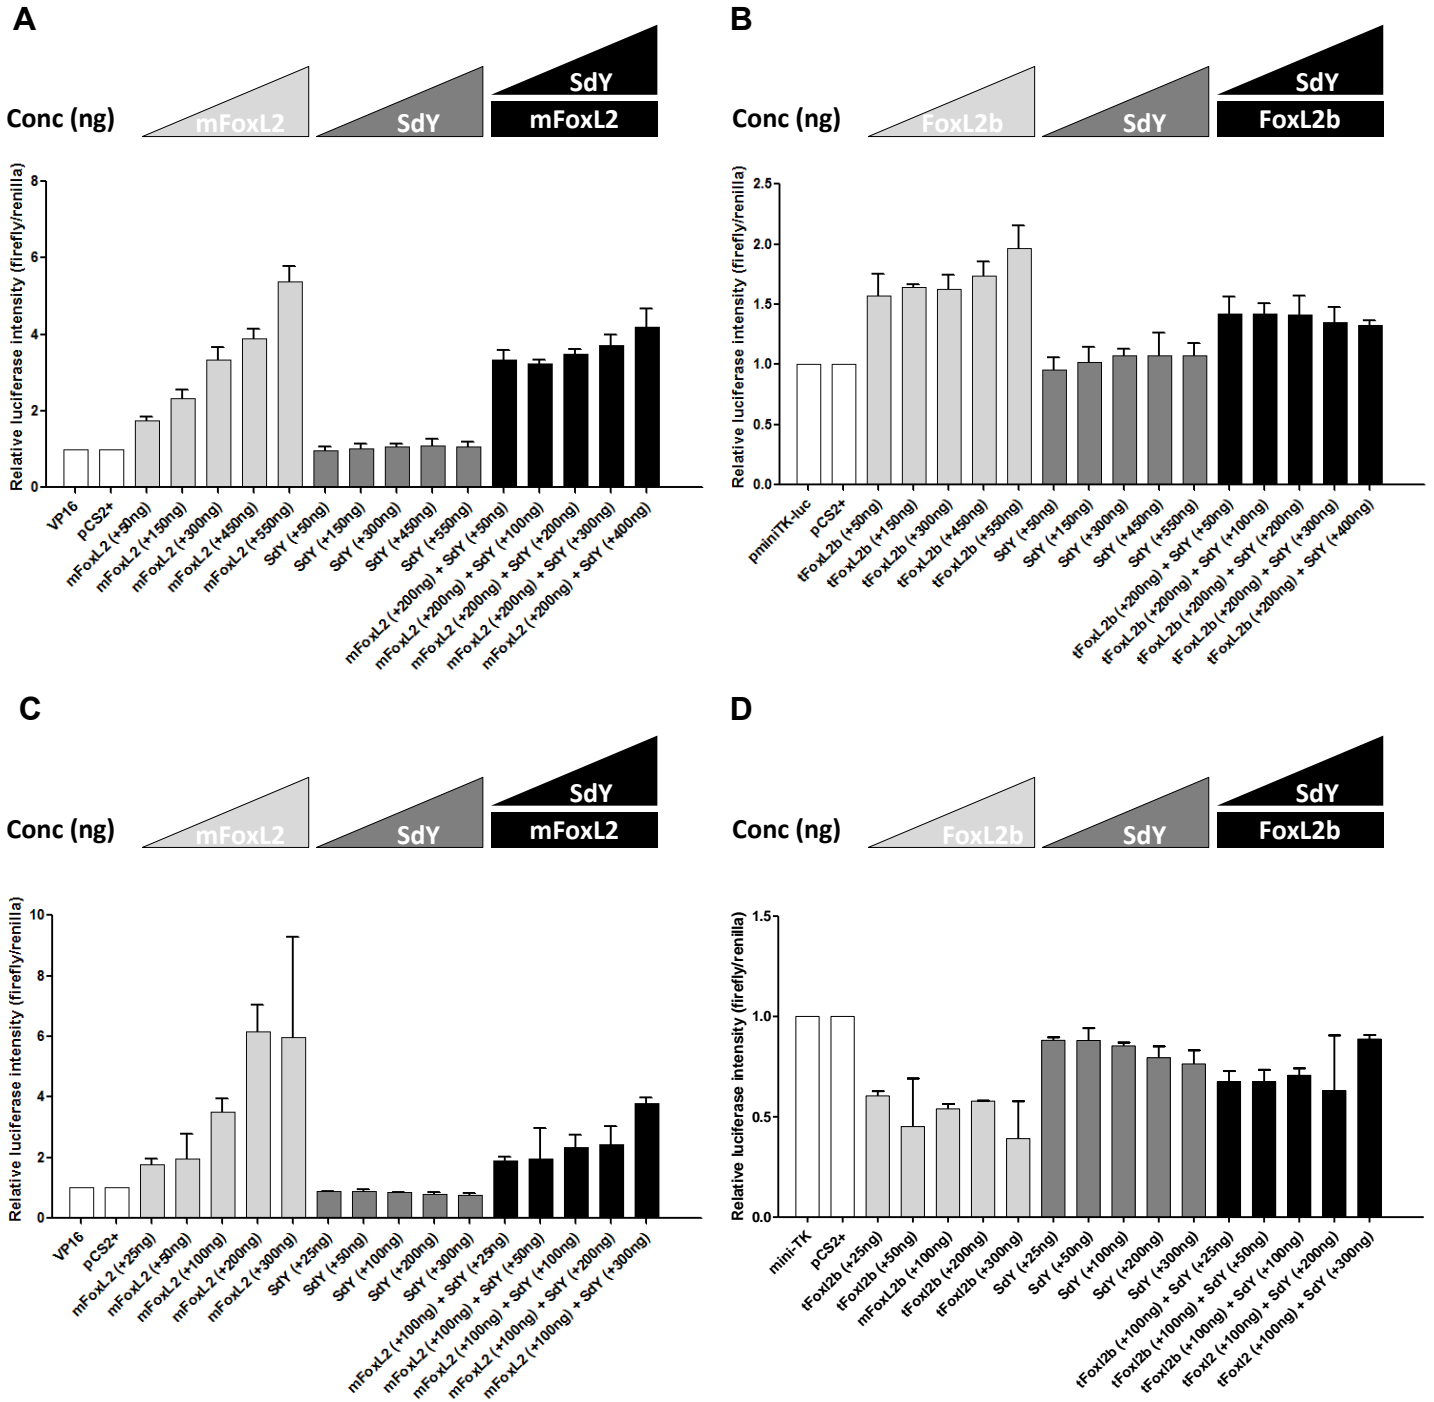 A
Conc (ng)
mFoxL2
SdY
SdY
mFoxL2
Relative luciferase intensity (firefly/renilla)
8
6
4
2
0
VP16
pCS2+
mFoxL2 (+50ng)
mFoxL2 (+150ng)
mFoxL2 (+300ng)
mFoxL2 (+450ng)
mFoxL2 (+550ng)
SdY (+50ng)
SdY (+150ng)
SdY (+300ng)
SdY (+450ng)
SdY (+550ng)
mFoxL2 (+200ng) + SdY (+50ng)
mFoxL2 (+200ng) + SdY (+100ng)
mFoxL2 (+200ng) + SdY (+200ng)
mFoxL2 (+200ng) + SdY (+300ng)
mFoxL2 (+200ng) + SdY (+400ng)
B
Conc (ng)
FoxL2b
SdY
SdY
FoxL2b
Relative luciferase intensity (firefly/renilla)
2.5
2.0
1.5
1.0
0.5
0.0
pminiTK-luc
pCS2+
tFoxL2b (+50ng)
tFoxL2b (+150ng)
tFoxL2b (+300ng)
tFoxL2b (+450ng)
tFoxL2b (+550ng)
SdY (+50ng)
SdY (+150ng)
SdY (+300ng)
SdY (+450ng)
SdY (+550ng)
tFoxL2b (+200ng) + SdY (+50ng)
tFoxL2b (+200ng) + SdY (+100ng)
tFoxL2b (+200ng) + SdY (+200ng)
tFoxL2b (+200ng) + SdY (+300ng)
tFoxL2b (+200ng) + SdY (+400ng)
C
Conc (ng)
mFoxL2
SdY
SdY
mFoxL2
Relative luciferase intensity (firefly/renilla)
10
8
6
4
2
0
VP16
pCS2+
mFoxL2 (+25ng)
mFoxL2 (+50ng)
mFoxL2 (+100ng)
mFoxL2 (+200ng)
mFoxL2 (+300ng)
SdY (+25ng)
SdY (+50ng)
SdY (+100ng)
SdY (+200ng)
SdY (+300ng)
mFoxL2 (+100ng) + SdY (+25ng)
mFoxL2 (+100ng) + SdY (+50ng)
mFoxL2 (+100ng) + SdY (+100ng)
mFoxL2 (+100ng) + SdY (+200ng)
mFoxL2 (+100ng) + SdY (+300ng)
D
Conc (ng)
FoxL2b
SdY
SdY
FoxL2b
Relative luciferase intensity (firefly/renilla)
1.5
1.0
0.5
0.0
mini-TK
pCS2+
tFoxl2b (+25ng)
tFoxl2b (+50ng)
mFoxL2b (+100ng)
tFoxl2b (+200ng)
tFoxl2b (+300ng)
SdY (+25ng)
SdY (+50ng)
SdY (+100ng)
SdY (+200ng)
SdY (+300ng)
tFoxl2b (+100ng) + SdY (+25ng)
tFoxl2b (+100ng) + SdY (+50ng)
tFoxl2b (+100ng) + SdY (+100ng)
tFoxl2 (+100ng) + SdY (+200ng)
tFoxl2 (+100ng) + SdY (+300ng)